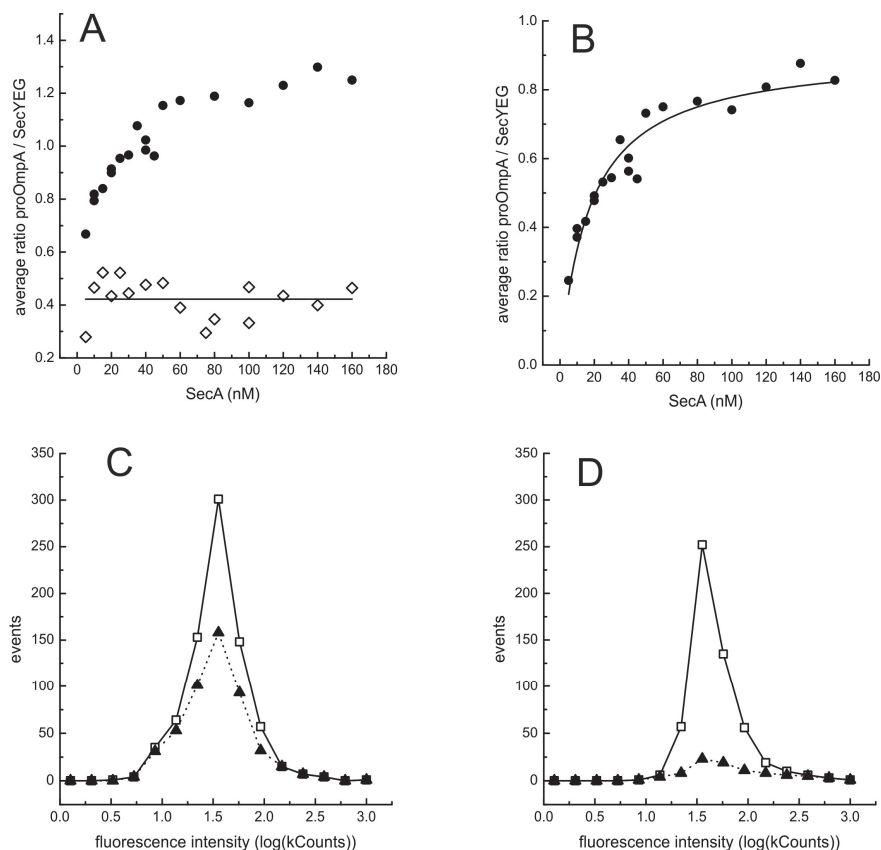 A
average ratio proOmpA / SecYEG
1.4
1.2
1.0
0.8
0.6
0.4
0.2
0 20 40 60 80 100 120 140 160 180
SecA (nM)
B
average ratio proOmpA / SecYEG
1.0
0.8
0.6
0.4
0.2
0.0
0 20 40 60 80 100 120 140 160 180
SecA (nM)
C
events
350
300
250
200
150
100
50
0
0.0 0.5 1.0 1.5 2.0 2.5 3.0
fluorescence intensity (log(kCounts))
D
events
350
300
250
200
150
100
50
0
0.0 0.5 1.0 1.5 2.0 2.5 3.0
fluorescence intensity (log(kCounts))